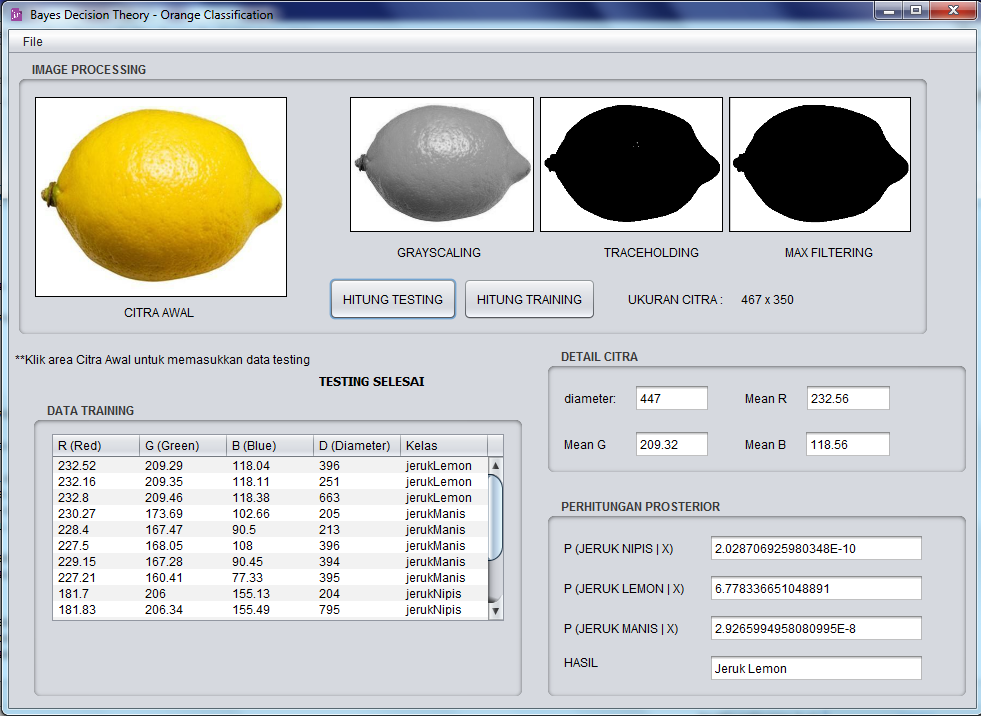 Bayes Decision Theory - Orange Classification
File
IMAGE PROCESSING
GRAYSCALING
TRACEHOLDING
MAX FILTERING
CITRA AWAL
HITUNG TESTING
HITUNG TRAINING
UKURAN CITRA : 467 x 350
**Klik area Citra Awal untuk memasukkan data testing
TESTING SELESAI
DATA TRAINING
R (Red) G (Green) B (Blue) D (Diameter) Kelas
232.52 209.29 118.04 396 jerukLemon
232.16 209.35 118.11 251 jerukLemon
232.8 209.46 118.38 663 jerukLemon
230.27 173.69 102.66 205 jerukManis
228.4 167.47 90.5 213 jerukManis
227.5 168.05 108 396 jerukManis
229.15 167.28 90.45 394 jerukManis
227.21 160.41 77.33 395 jerukManis
181.7 206 155.13 204 jerukNipis
181.83 206.34 155.49 795 jerukNipis
DETAIL CITRA
diameter: 447 Mean R 232.56
Mean G 209.32 Mean B 118.56
PERHITUNGAN PROSTERIOR
P (JERUK NIPIS | X) 2.028706925980348E-10
P (JERUK LEMON | X) 6.778336651048891
P (JERUK MANIS | X) 2.9265994958080995E-8
HASIL Jeruk Lemon